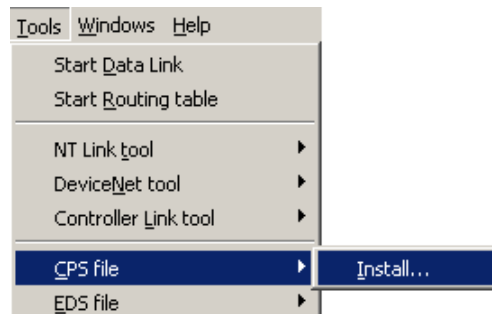 Tools Windows Help
Start Data Link
Start Routing table
NT Link tool
DeviceNet tool
Controller Link tool
CPS file
Install...
EDS file